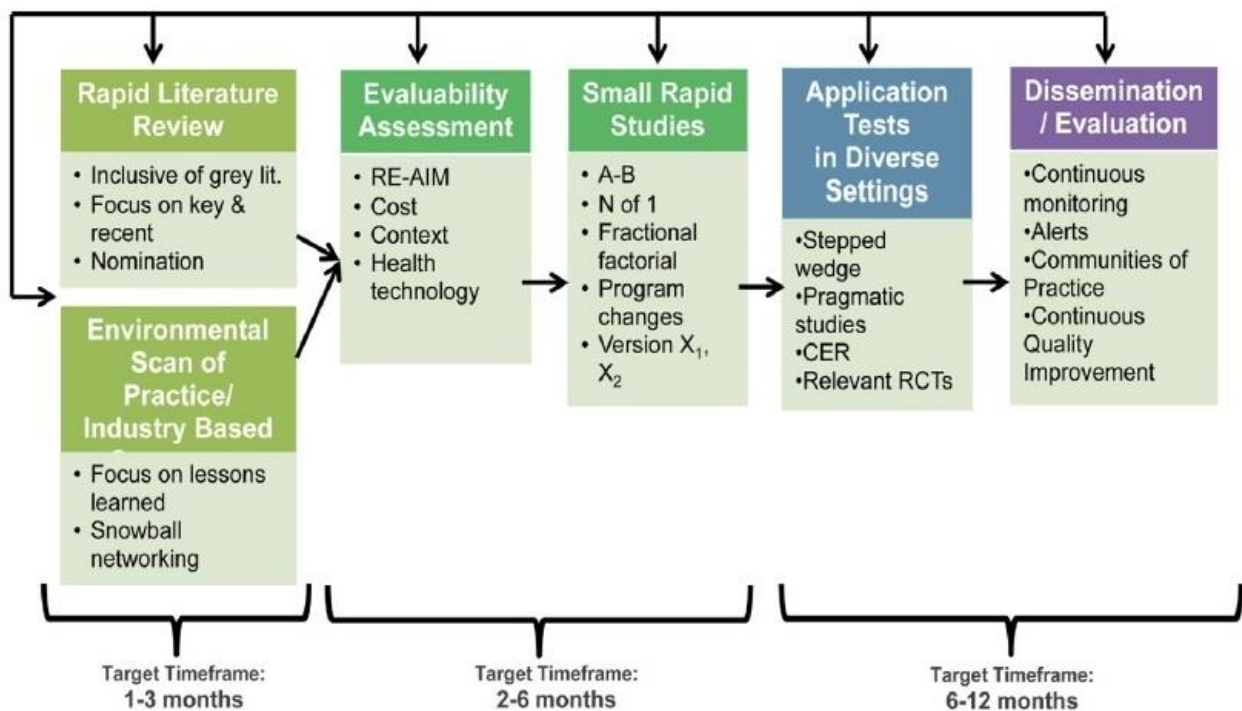 Rapid Literature
Review
• Inclusive of grey lit.
• Focus on key &
recent
• Nomination
Environmental
Scan of
Practice/
Industry Based
• Focus on lessons
learned
• Snowball
networking
Evaluability
Assessment
• RE-AIM
• Cost
• Context
• Health
technology
Small Rapid
Studies
• A-B
• N of 1
• Fractional
factorial
• Program
changes
• Version X₁,
X₂
Application
Tests
in Diverse
Settings
•Stepped
wedge
•Pragmatic
studies
•CER
•Relevant RCTs
Dissemination
/ Evaluation
•Continuous
monitoring
•Alerts
•Communities of
Practice
•Continuous
Quality
Improvement
Target Timeframe:
1-3 months
Target Timeframe:
2-6 months
Target Timeframe:
6-12 months